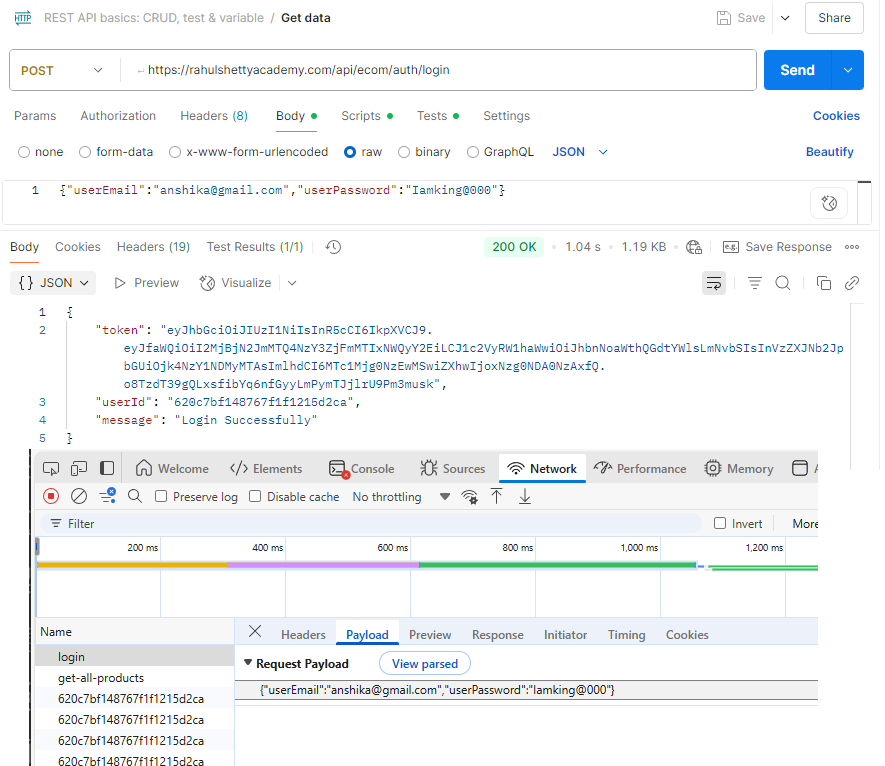 HTTP REST API basics: CRUD, test & variable / Get data Save Share
POST https://rahulshettyacademy.com/api/ecom/auth/login Send
Params Authorization Headers (8) Body Scripts Tests Settings Cookies
none form-data x-www-form-urlencoded raw binary GraphQL JSON Beautify
1 {"userEmail":"anshika@gmail.com","userPassword":"Iamking@000"}
Body Cookies Headers (19) Test Results (1/1) 200 OK • 1.04 s • 1.19 KB • e.g. Save Response
{} JSON Preview Visualize
1 {
2 "token": "eyJhbGciOiJIUzI1NiIsInR5cCI6IkpXVCJ9.
eyJfaWQiOiI2MjBjN2JmMTQ4NzY3ZjFmMTIxNWQyY2EiLCJ1c2VyRW1haWwiOiJhbnNoaWthQGdtYWlsLmNvbSIsInVzZXJNb2Jp
bGUiOjk4NzY1NDMyMTAsImlhdCI6MTc1Mjg0NzEwMSwiZXhwIjoxNzg0NDA0NzAxfQ.
o8TzdT39gQLxsfibYq6nfGyyLmPymTJjlrU9Pm3musk",
3 "userId": "620c7bf148767f1f1215d2ca",
4 "message": "Login Successfully"
5 }
Welcome Elements Console Sources Network Performance Memory A
Preserve log Disable cache No throttling
Filter Invert More
200 ms 400 ms 600 ms 800 ms 1,000 ms 1,200 ms
Name Headers Payload Preview Response Initiator Timing Cookies
login
Request Payload View parsed
get-all-products
{"userEmail":"anshika@gmail.com","userPassword":"Iamking@000"}
620c7bf148767f1f1215d2ca
620c7bf148767f1f1215d2ca
620c7bf148767f1f1215d2ca
620c7bf148767f1f1215d2ca